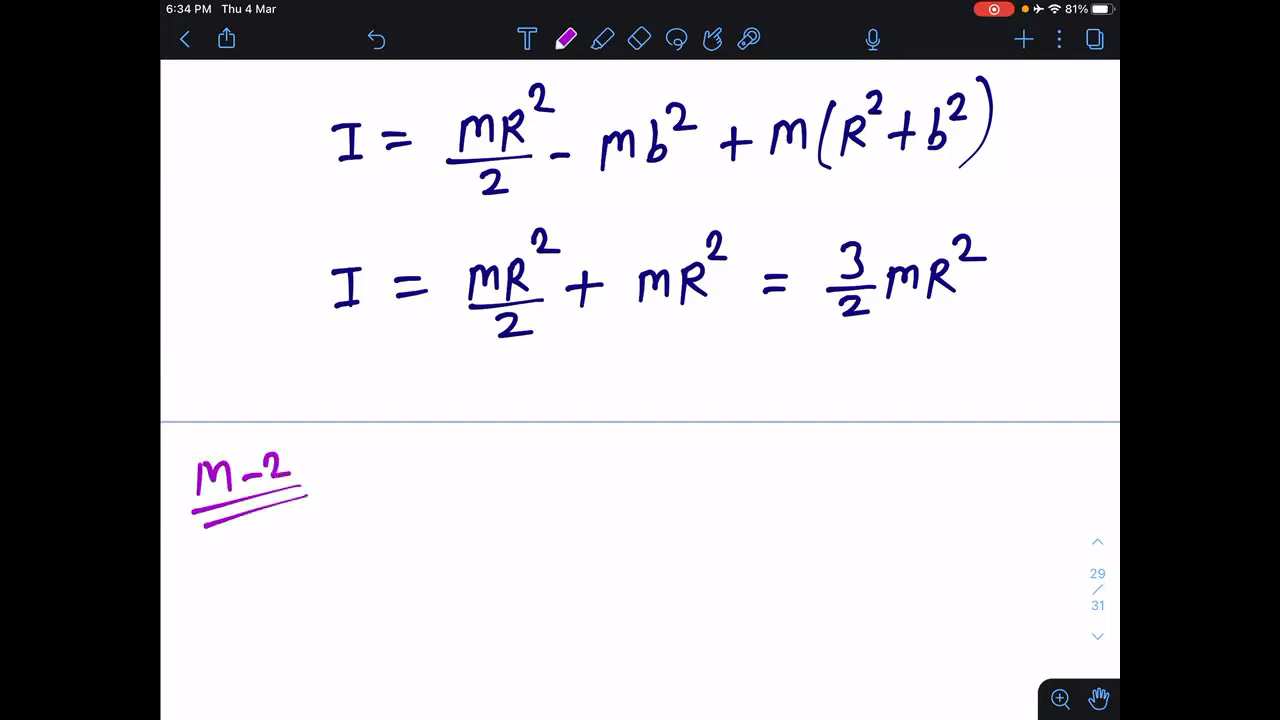 6:34 PM Thu 4 Mar 81%
I = mR²/2 - mb² + m(R² + b²)
I = mR²/2 + mR² = 3/2 mR²
M-2
29
/
31